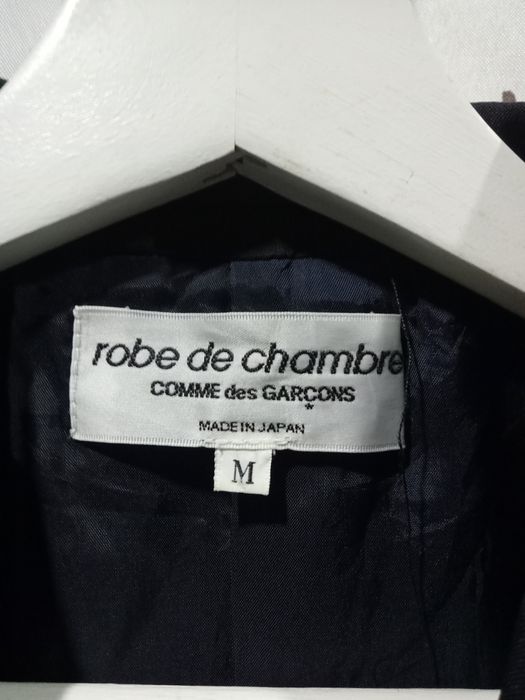 robe de chambre
COMME des GARÇONS
*
MADE IN JAPAN
M